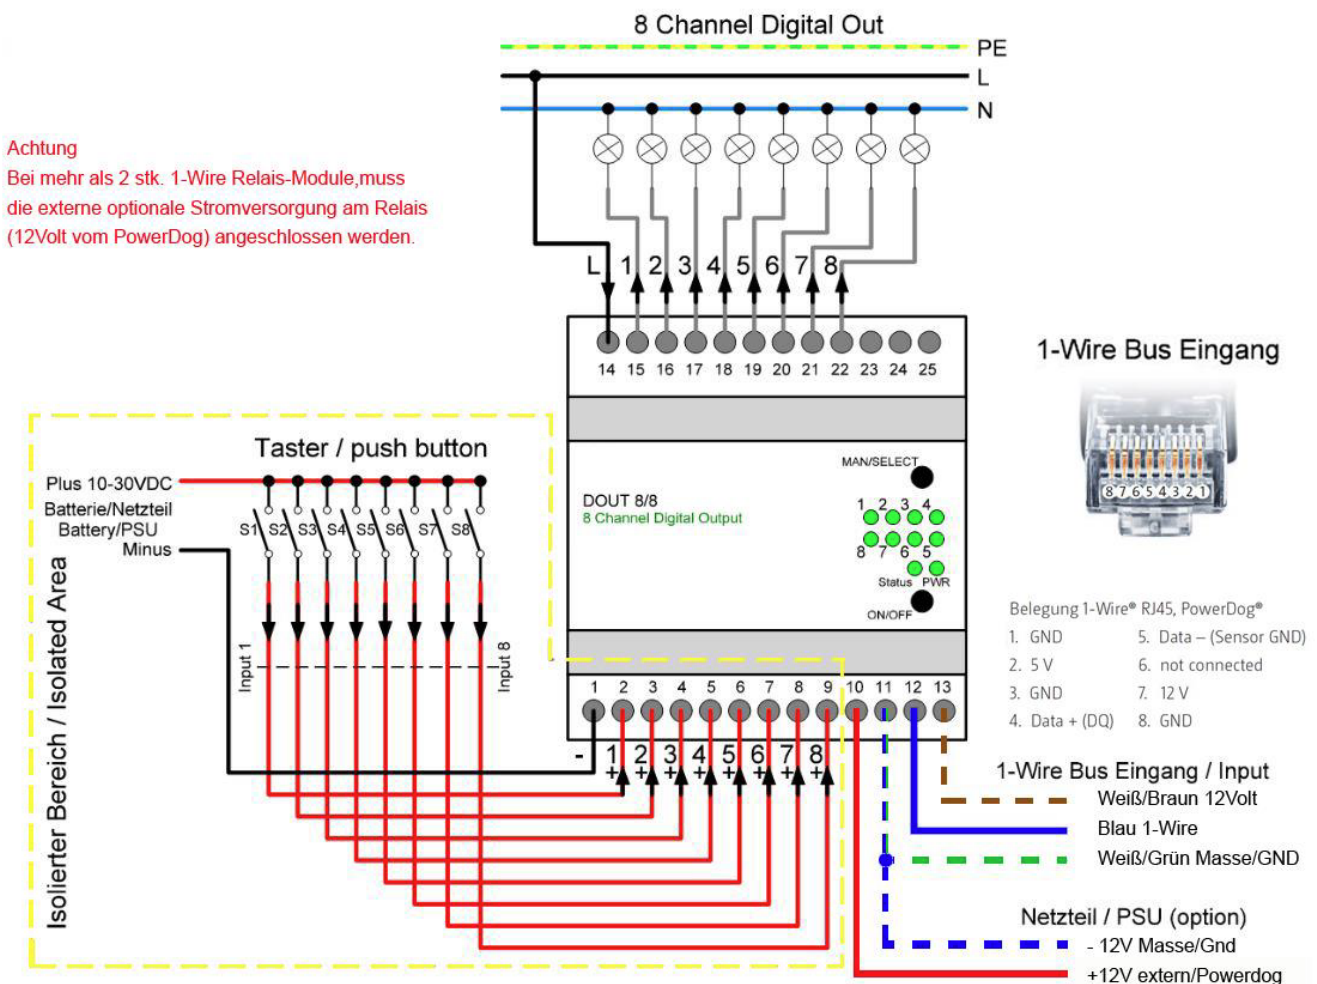 8 Channel Digital Out
PE
L
N
Achtung
Bei mehr als 2 stk. 1-Wire Relais-Module,muss
die externe optionale Stromversorgung am Relais
(12Volt vom PowerDog) angeschlossen werden.
L 1 2 3 4 5 6 7 8
14 15 16 17 18 19 20 21 22 23 24 25
1-Wire Bus Eingang
8 7 6 5 4 3 2 1
Taster / push button
Plus 10-30VDC
Batterie/Netzteil
Battery/PSU
Minus
S1 S2 S3 S4 S5 S6 S7 S8
Input 1
Input 8
Isolierter Bereich / Isolated Area
MAN/SELECT
DOUT 8/8
8 Channel Digital Output
1 2 3 4
8 7 6 5
Status PWR
ON/OFF
1 2 3 4 5 6 7 8 9 10 11 12 13
- 1 2 3 4 5 6 7 8
+ + + + + + + +
Belegung 1-Wire® RJ45, PowerDog®
1. GND
2. 5 V
3. GND
4. Data + (DQ)
5. Data – (Sensor GND)
6. not connected
7. 12 V
8. GND
1-Wire Bus Eingang / Input
Weiß/Braun 12Volt
Blau 1-Wire
Weiß/Grün Masse/GND
Netzteil / PSU (option)
- 12V Masse/Gnd
+12V extern/Powerdog